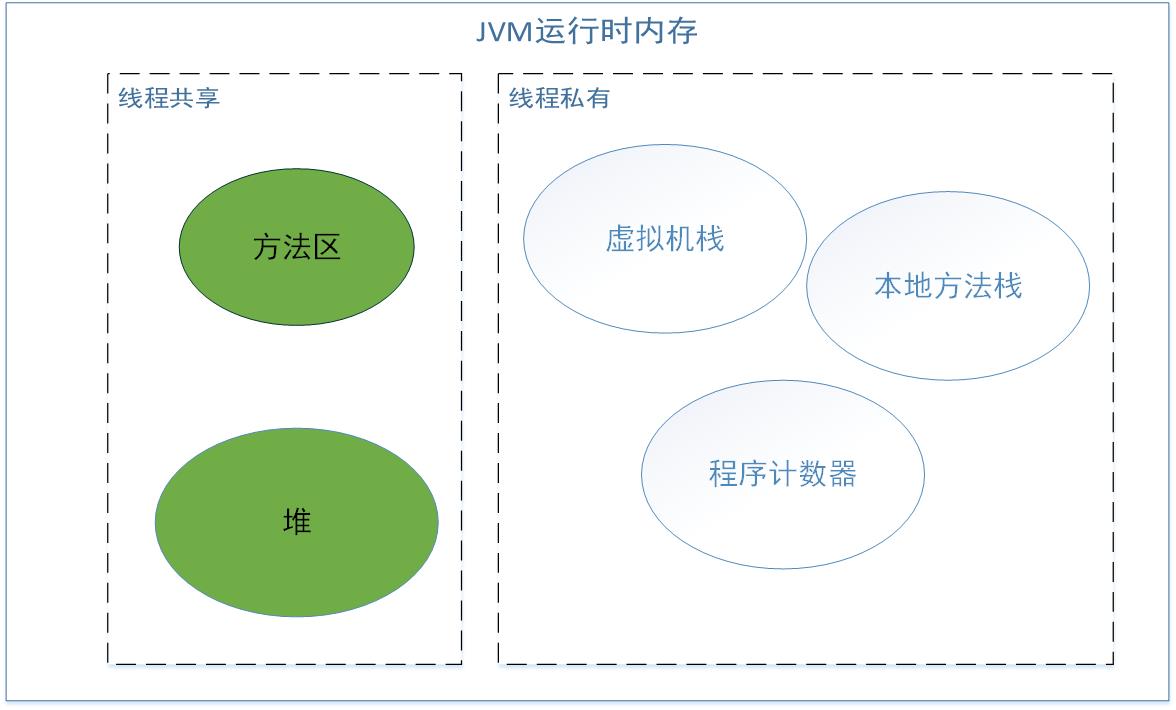 JVM运行时内存
线程共享
方法区
堆
线程私有
虚拟机栈
本地方法栈
程序计数器